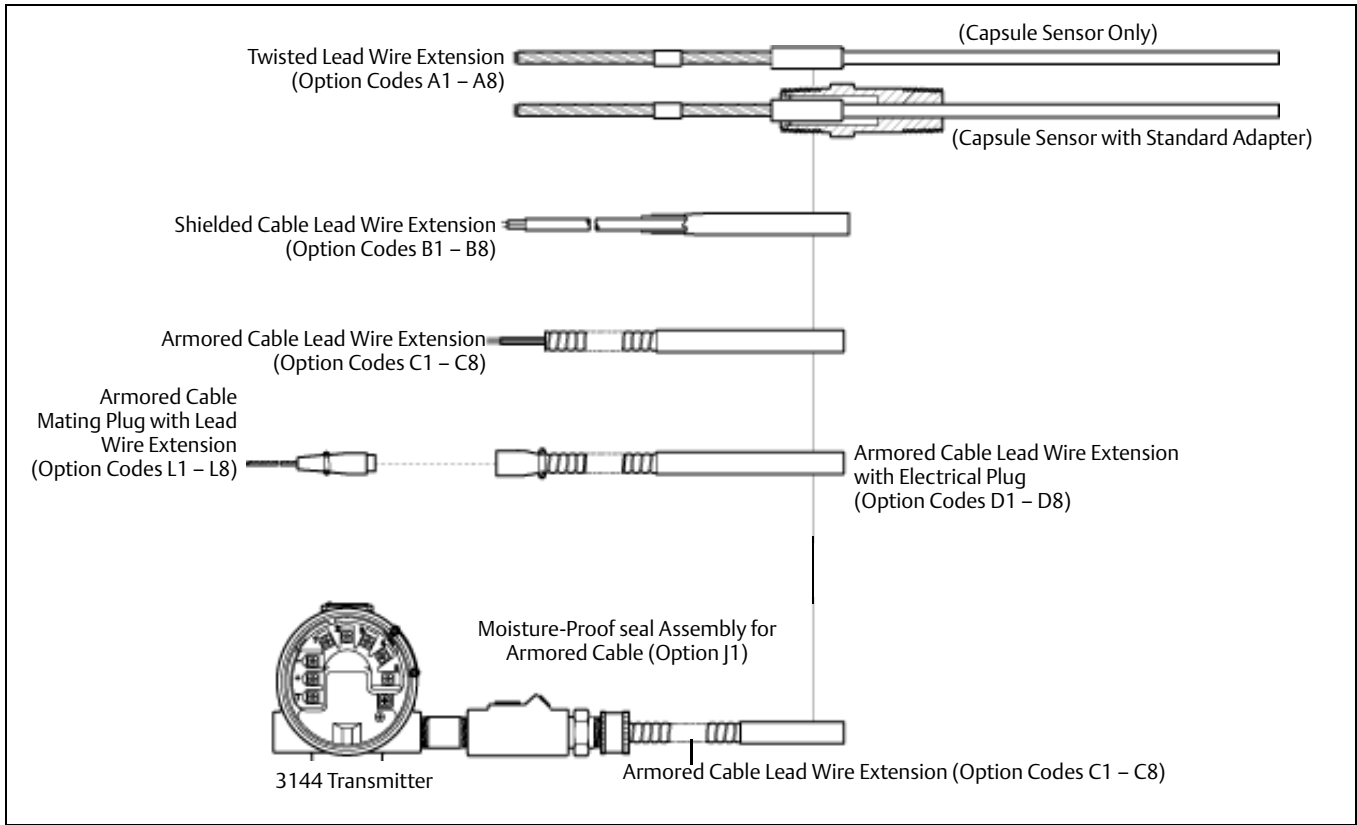 (Capsule Sensor Only)
Twisted Lead Wire Extension
(Option Codes A1 – A8)
(Capsule Sensor with Standard Adapter)
Shielded Cable Lead Wire Extension
(Option Codes B1 – B8)
Armored Cable Lead Wire Extension
(Option Codes C1 – C8)
Armored Cable
Mating Plug with Lead
Wire Extension
(Option Codes L1 – L8)
Armored Cable Lead Wire Extension
with Electrical Plug
(Option Codes D1 – D8)
Moisture-Proof seal Assembly for
Armored Cable (Option J1)
Armored Cable Lead Wire Extension (Option Codes C1 – C8)
3144 Transmitter